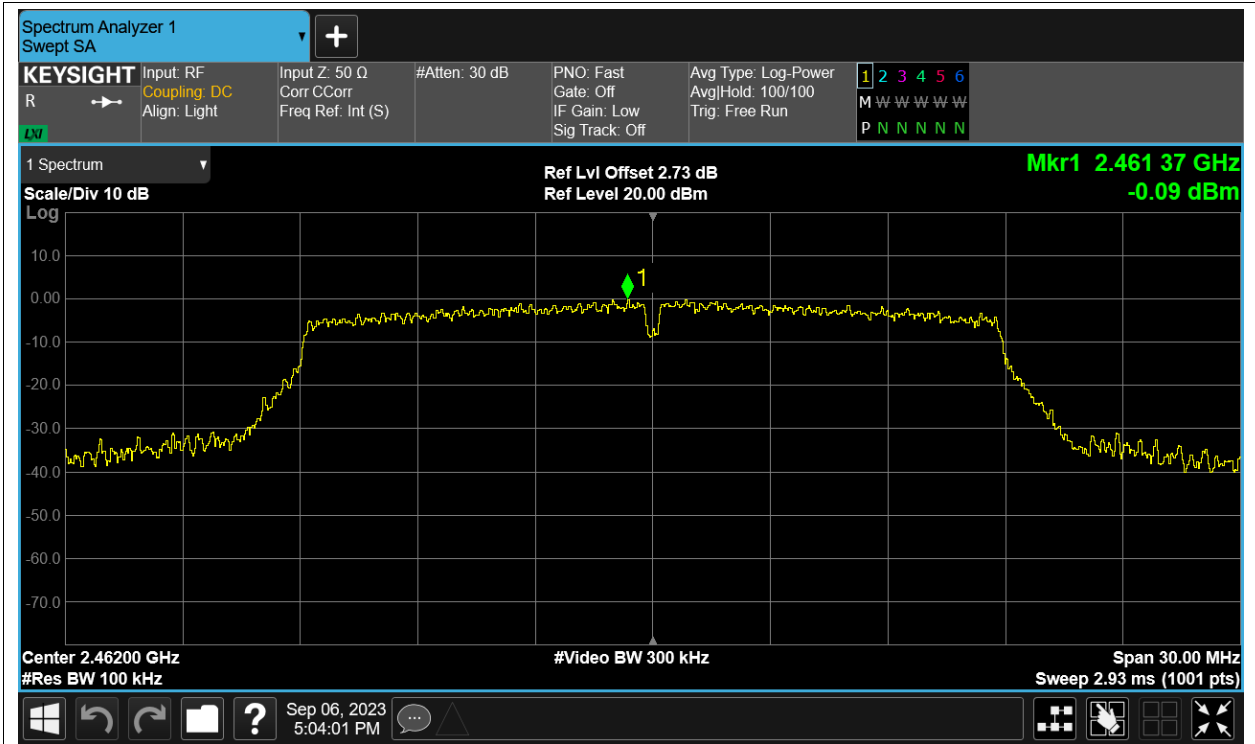 Spectrum Analyzer 1
Swept SA
KEYSIGHT
R
LXI
Input: RF
Coupling: DC
Align: Light
Input Z: 50 Ω
Corr CCorr
Freq Ref: Int (S)
#Atten: 30 dB
PNO: Fast
Gate: Off
IF Gain: Low
Sig Track: Off
Avg Type: Log-Power
Avg|Hold: 100/100
Trig: Free Run
1 2 3 4 5 6
M W W W W W
P N N N N N
1 Spectrum
Scale/Div 10 dB
Ref Lvl Offset 2.73 dB
Ref Level 20.00 dBm
Mkr1 2.461 37 GHz
-0.09 dBm
Log
10.0
0.00
-10.0
-20.0
-30.0
-40.0
-50.0
-60.0
-70.0
1
Center 2.46200 GHz
#Res BW 100 kHz
#Video BW 300 kHz
Span 30.00 MHz
Sweep 2.93 ms (1001 pts)
?
Sep 06, 2023
5:04:01 PM